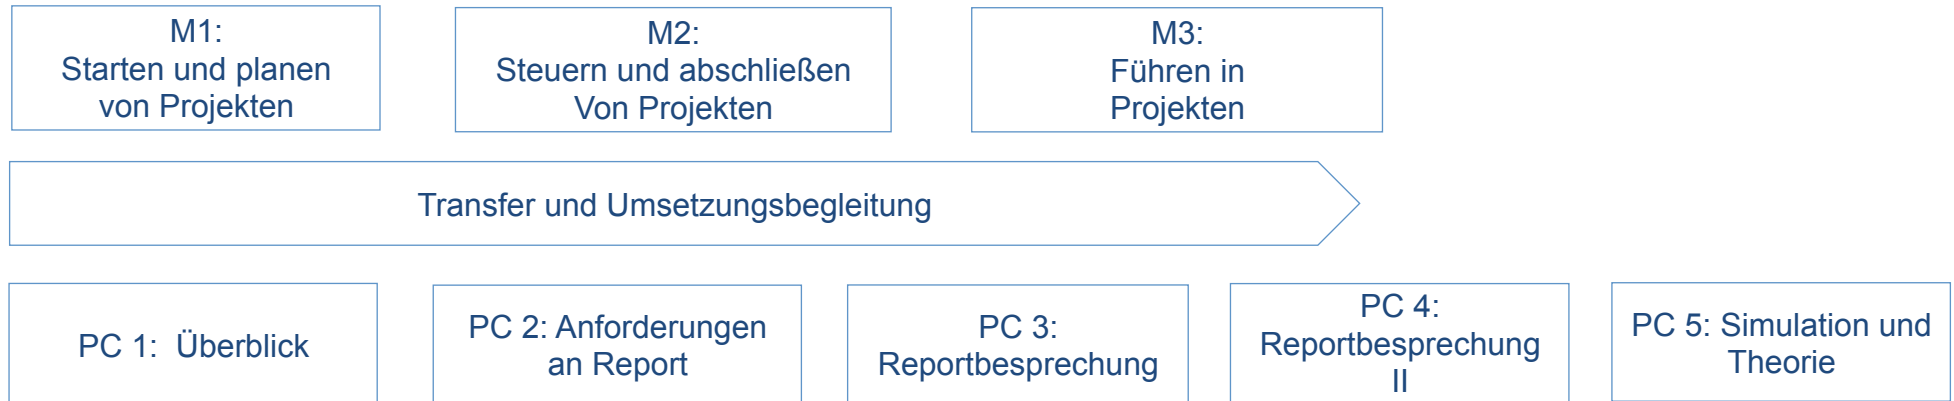 M1:
Starten und planen
von Projekten
M2:
Steuern und abschließen
Von Projekten
M3:
Führen in
Projekten
Transfer und Umsetzungsbegleitung
PC 1:  Überblick
PC 2: Anforderungen
an Report
PC 3:
Reportbesprechung
PC 4:
Reportbesprechung
II
PC 5: Simulation und
Theorie